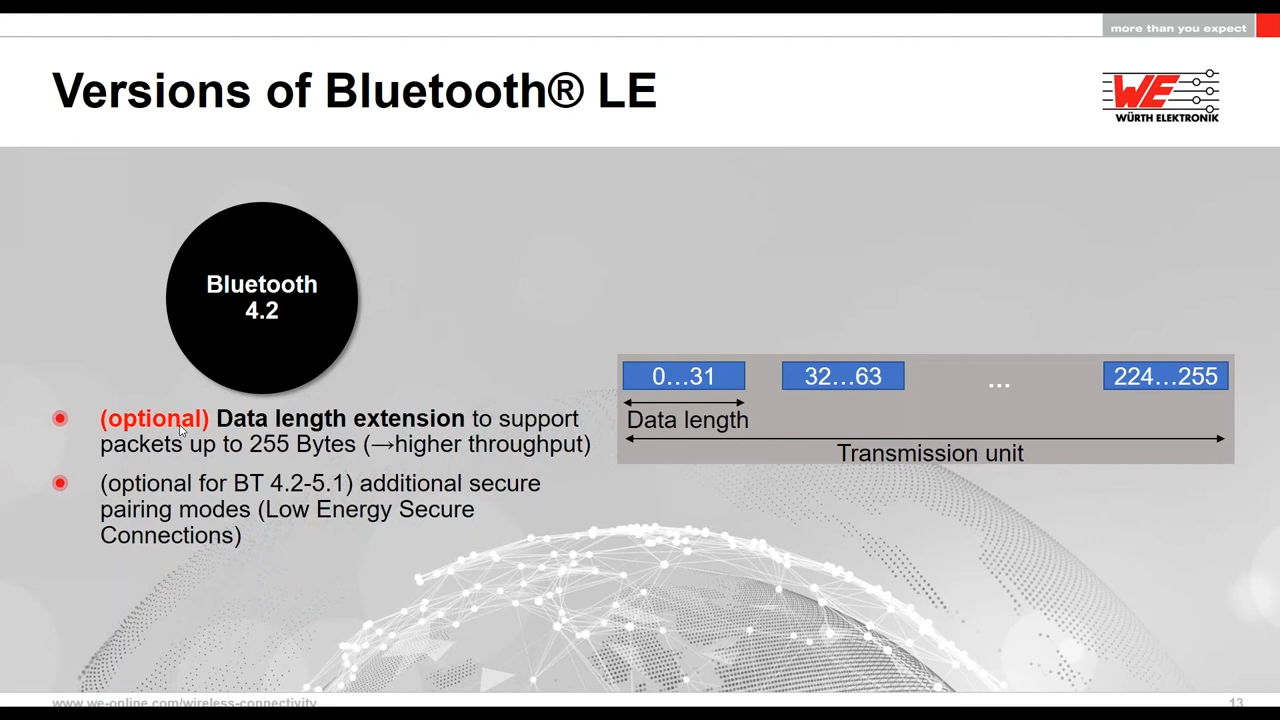 more than you expect
Versions of Bluetooth® LE
WE
WÜRTH ELEKTRONIK
Bluetooth
4.2
0…31
32…63
…
224…255
Data length
Transmission unit
(optional) Data length extension to support
packets up to 255 Bytes (→higher throughput)
(optional for BT 4.2-5.1) additional secure
pairing modes (Low Energy Secure
Connections)
www.we-online.com/wireless-connectivity
13